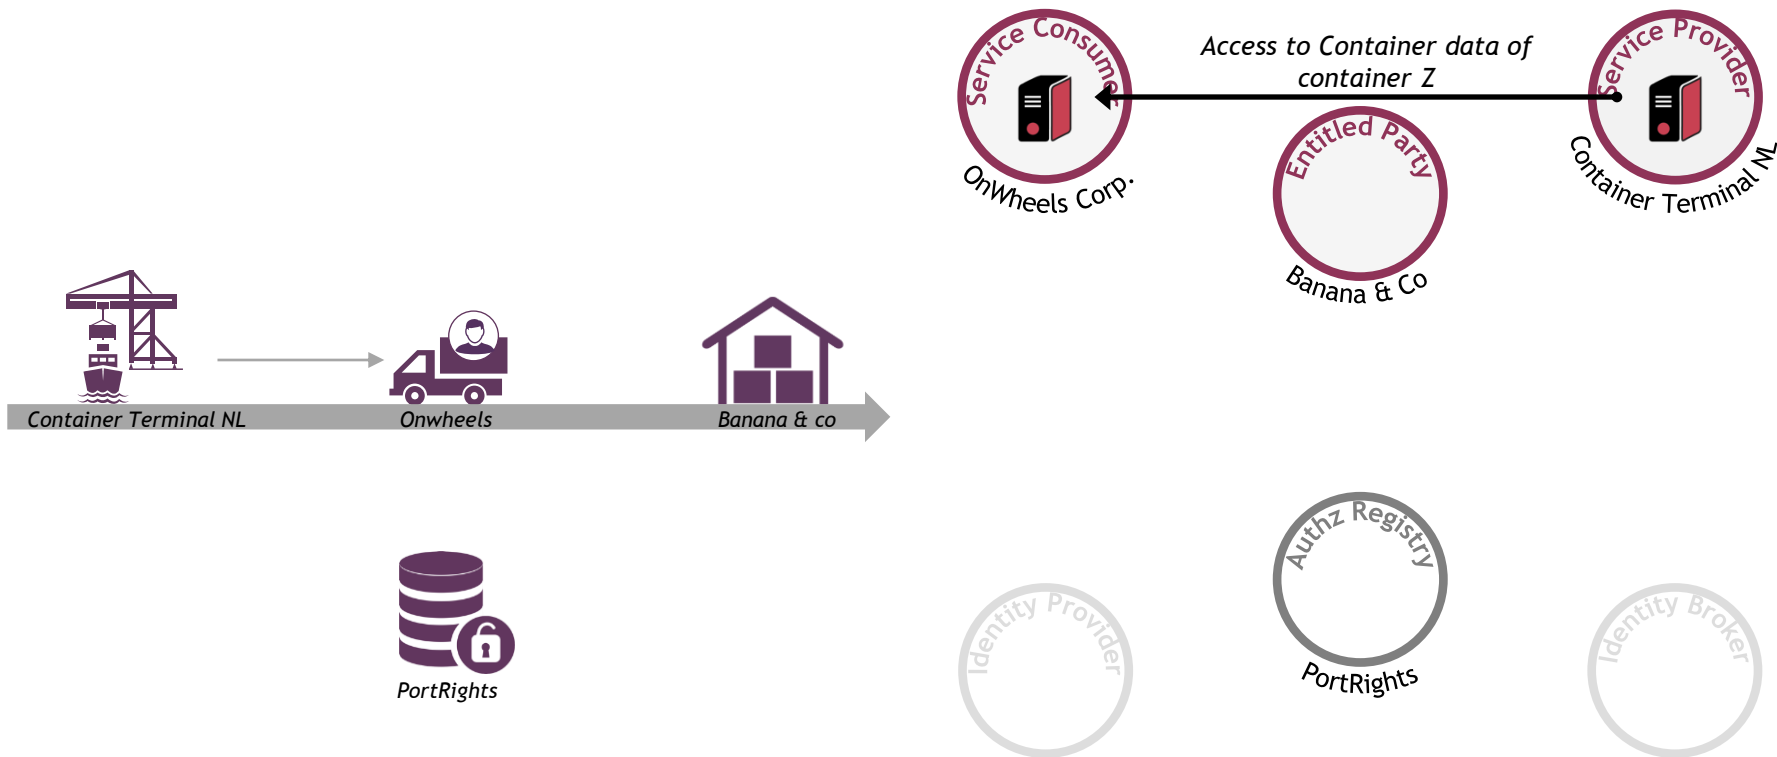 Service Consumer
OnWheels Corp.
Access to Container data of
container Z
Service Provider
Container Terminal NL
Entitled Party
Banana & Co
Container Terminal NL
Onwheels
Banana & co
PortRights
Authz Registry
PortRights
Identity Provider
Identity Broker